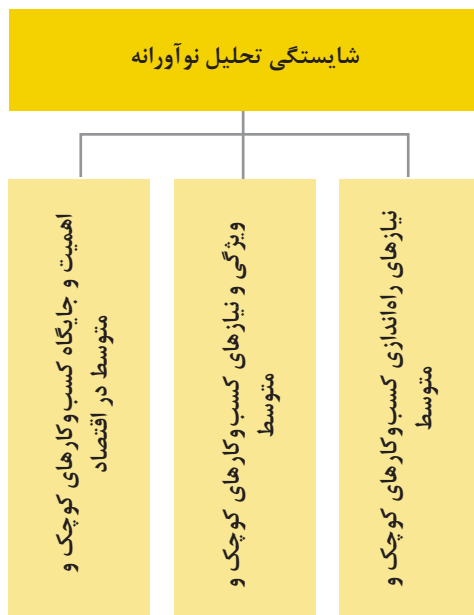 شایستگی تحلیل نوآورانه
نیازهای راه‌اندازی کسب‌وکارهای کوچک و
متوسط
ویژگی و نیازهای کسب‌وکارهای کوچک و
متوسط
اهمیت و جایگاه کسب‌وکارهای کوچک و
متوسط در اقتصاد